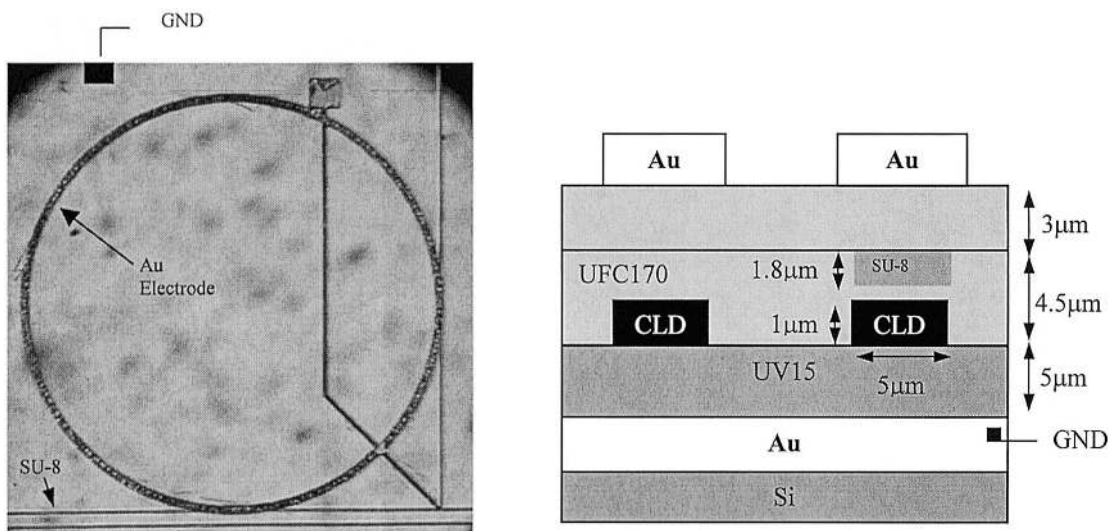 GND
Au
Electrode
SU-8
Au
Au
3μm
UFC170
1.8μm
SU-8
4.5μm
CLD
1μm
CLD
UV15
5μm
5μm
Au
GND
Si